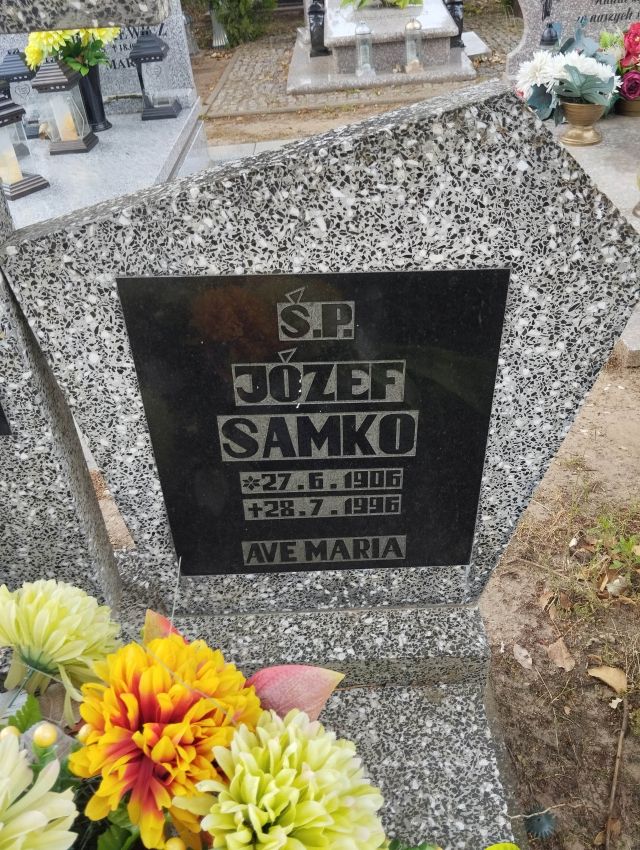 Ś.P.
JÓZEF
SAMKO
*27.6.1906
+28.7.1996
AVE MARIA